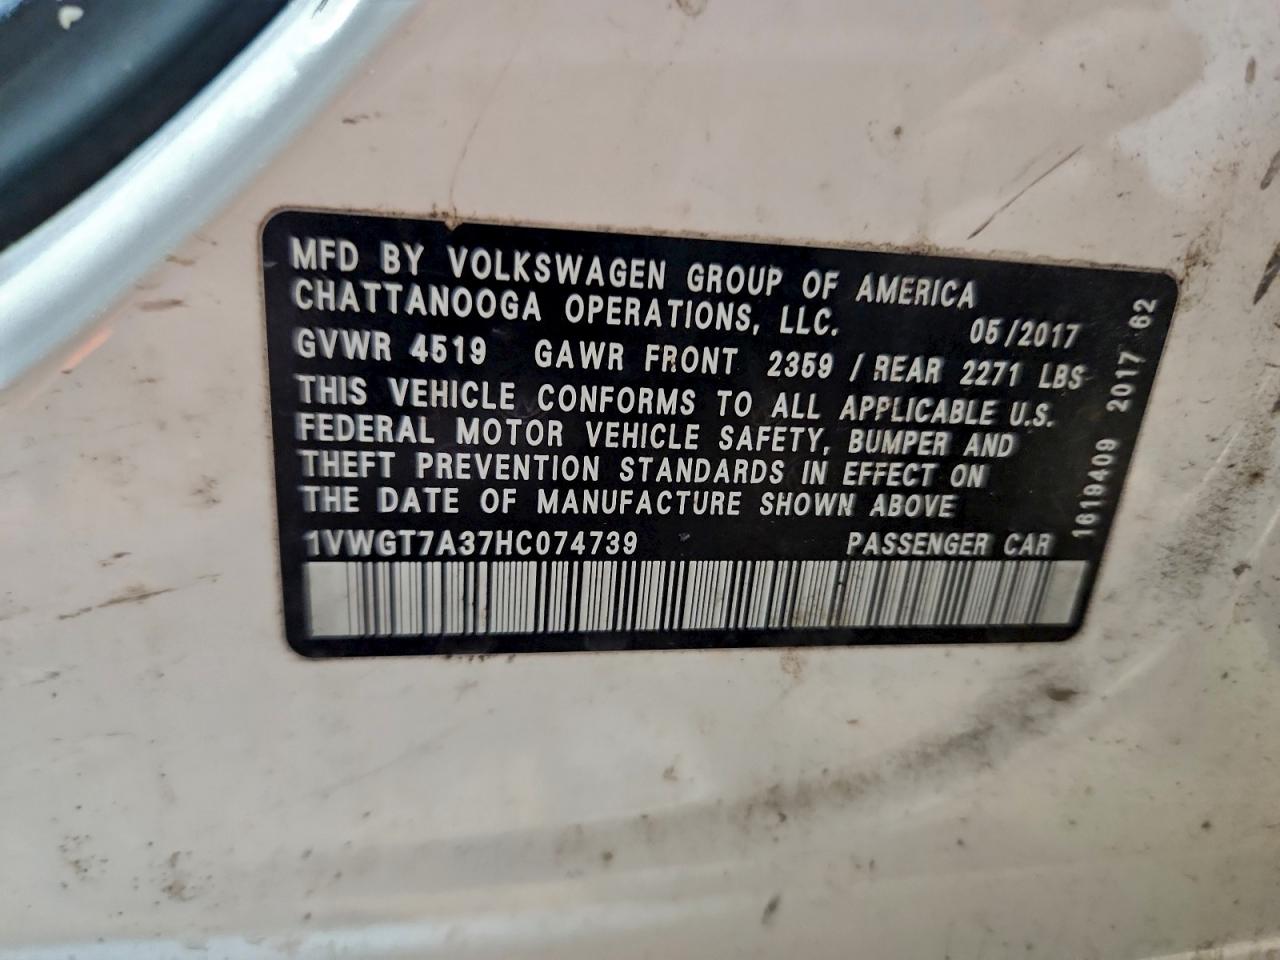 MFD BY VOLKSWAGEN GROUP OF AMERICA
CHATTANOOGA OPERATIONS, LLC. 05/2017
GVWR 4519 GAWR FRONT 2359 / REAR 2271 LBS
THIS VEHICLE CONFORMS TO ALL APPLICABLE U.S.
FEDERAL MOTOR VEHICLE SAFETY, BUMPER AND
THEFT PREVENTION STANDARDS IN EFFECT ON
THE DATE OF MANUFACTURE SHOWN ABOVE
1VWGT7A37HC074739 PASSENGER CAR
1619409 2017 62